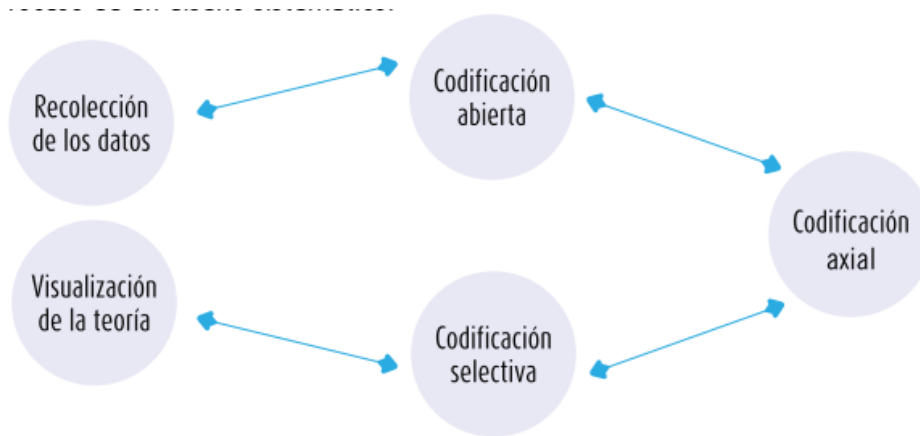 Recolección
de los datos
Codificación
abierta
Codificación
axial
Codificación
selectiva
Visualización
de la teoría